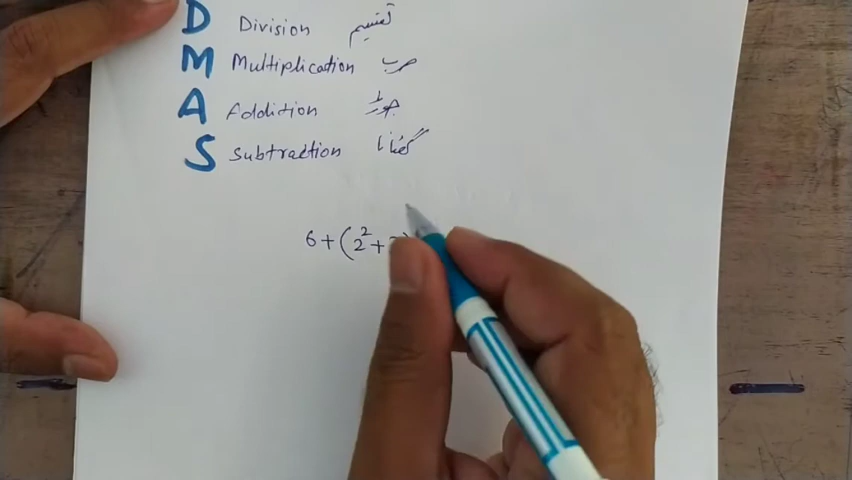 D Division تقسیم
M Multiplication ضرب
A Addition جوڑ
S Subtraction گھٹانا
6+(2²+